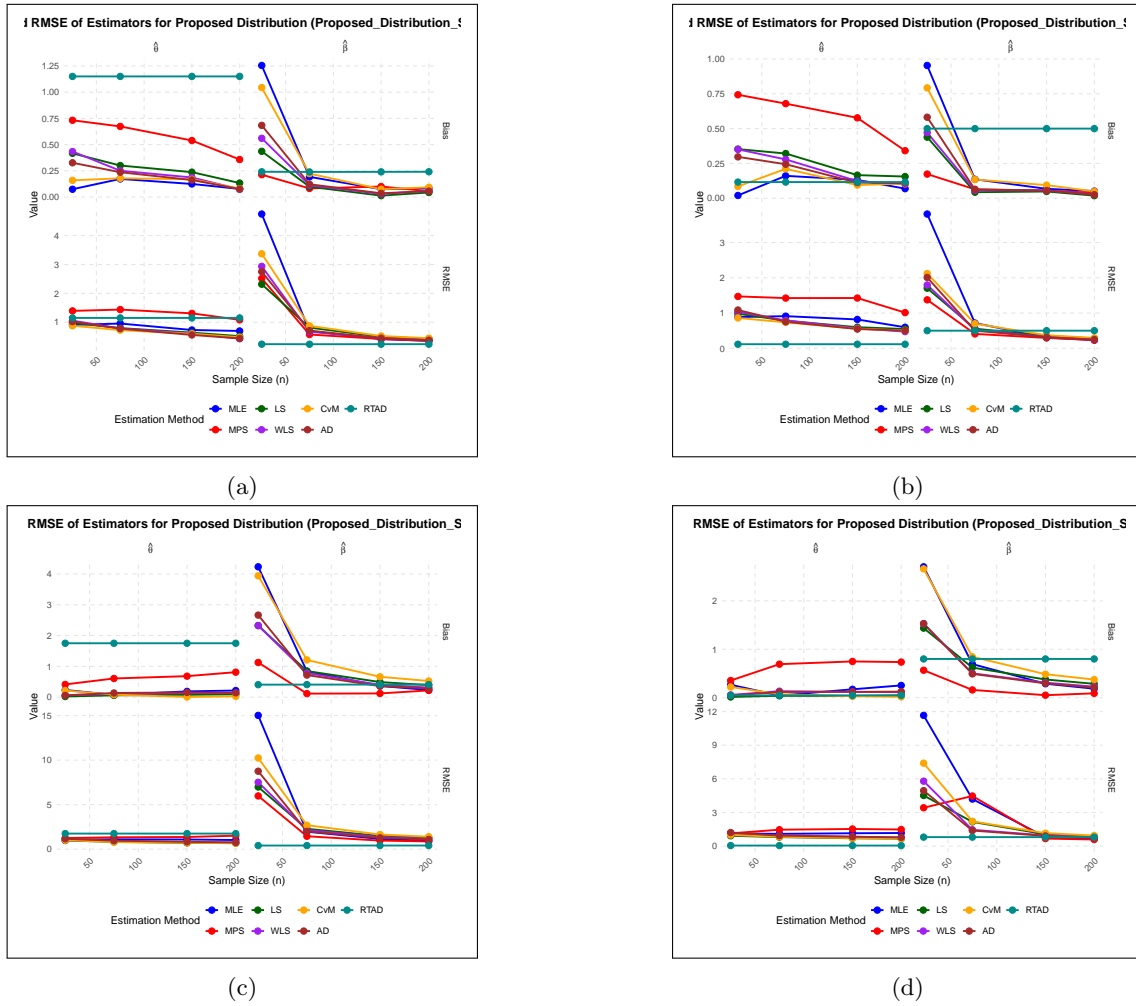 d RMSE of Estimators for Proposed Distribution (Proposed_Distribution_S
θ̂ β̂
Value
1.25
1.00
0.75
0.50
0.25
0.00
Bias
4
3
2
1
RMSE
50 100 150 200 50 100 150 200
Sample Size (n)
Estimation Method
MLE LS CvM RTAD
MPS WLS AD
(a)
d RMSE of Estimators for Proposed Distribution (Proposed_Distribution_S
θ̂ β̂
Value
1.00
0.75
0.50
0.25
0.00
Bias
3
2
1
0
RMSE
50 100 150 200 50 100 150 200
Sample Size (n)
Estimation Method
MLE LS CvM RTAD
MPS WLS AD
(b)
RMSE of Estimators for Proposed Distribution (Proposed_Distribution_S
θ̂ β̂
Value
4
3
2
1
0
Bias
15
10
5
0
RMSE
50 100 150 200 50 100 150 200
Sample Size (n)
Estimation Method
MLE LS CvM RTAD
MPS WLS AD
(c)
RMSE of Estimators for Proposed Distribution (Proposed_Distribution_S
θ̂ β̂
Value
2
1
0
Bias
12
9
6
3
0
RMSE
50 100 150 200 50 100 150 200
Sample Size (n)
Estimation Method
MLE LS CvM RTAD
MPS WLS AD
(d)